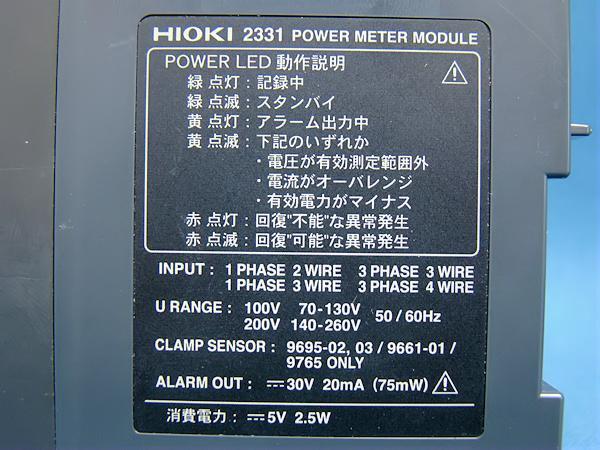 HIOKI 2331 POWER METER MODULE
POWER LED 動作説明
緑 点灯：記録中
緑 点滅：スタンバイ
黄 点灯：アラーム出力中
黄 点滅：下記のいずれか
・電圧が有効測定範囲外
・電流がオーバレンジ
・有効電力がマイナス
赤 点灯：回復"不能"な異常発生
赤 点滅：回復"可能"な異常発生
INPUT : 1 PHASE 2 WIRE 3 PHASE 3 WIRE
1 PHASE 3 WIRE 3 PHASE 4 WIRE
U RANGE : 100V 70-130V 50 / 60Hz
200V 140-260V
CLAMP SENSOR : 9695-02, 03 / 9661-01 /
9765 ONLY
ALARM OUT : ⎓30V 20mA (75mW) ⚠
消費電力：⎓5V 2.5W